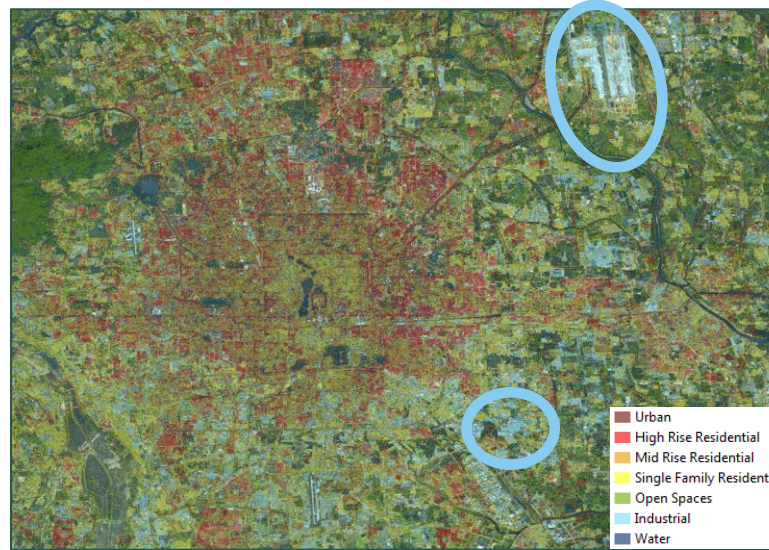 Urban
High Rise Residential
Mid Rise Residential
Single Family Resident
Open Spaces
Industrial
Water